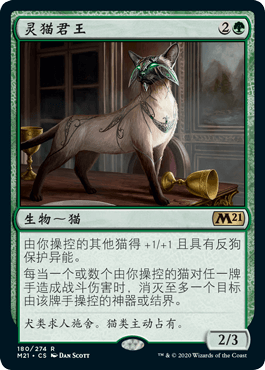 灵猫君王 2
生物～猫 M21
由你操控的其他猫得+1/+1且具有反狗
保护异能。
每当一个或数个由你操控的猫对任一牌
手造成战斗伤害时，消灭至多一个目标
由该牌手操控的神器或结界。
犬类求人施舍。猫类主动占有。
2/3
180/274 R
M21 • CS DAN SCOTT ™ & © 2020 Wizards of the Coast